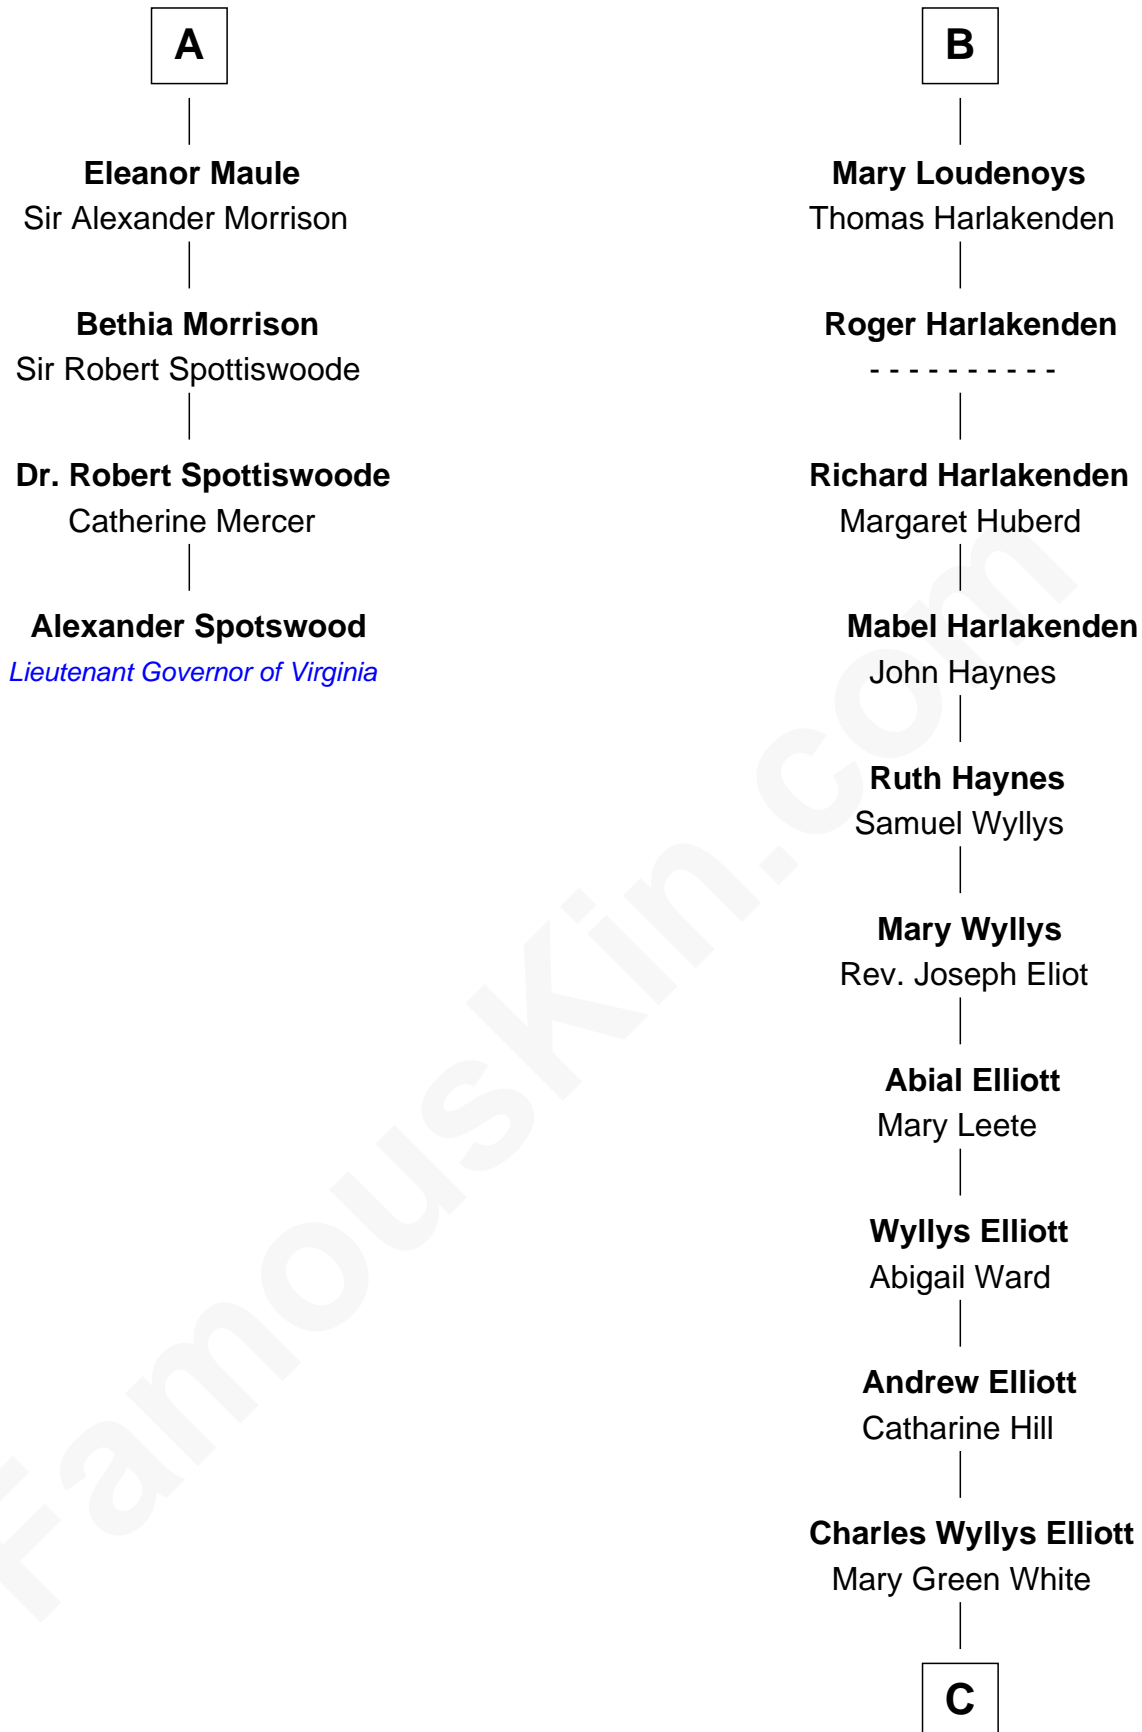 A
Eleanor Maule
Sir Alexander Morrison
Bethia Morrison
Sir Robert Spottiswoode
Dr. Robert Spottiswoode
Catherine Mercer
Alexander Spotswood
Lieutenant Governor of Virginia
B
Mary Loudenoys
Thomas Harlakenden
Roger Harlakenden
- - - - - - - - - -
Richard Harlakenden
Margaret Huberd
Mabel Harlakenden
John Haynes
Ruth Haynes
Samuel Wyllys
Mary Wyllys
Rev. Joseph Eliot
Abial Elliott
Mary Leete
Wyllys Elliott
Abigail Ward
Andrew Elliott
Catharine Hill
Charles Wyllys Elliott
Mary Green White
C
FamousKin.com